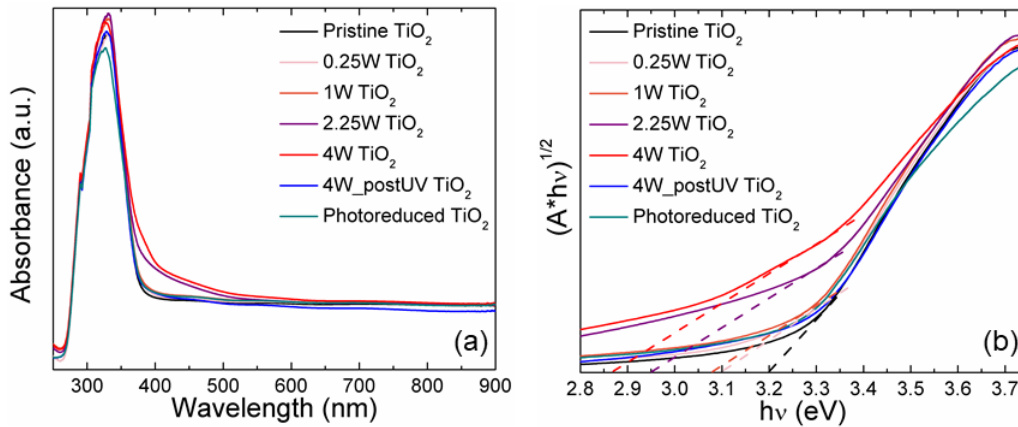 Absorbance (a.u.)
Pristine TiO₂
0.25W TiO₂
1W TiO₂
2.25W TiO₂
4W TiO₂
4W_postUV TiO₂
Photoreduced TiO₂
(a)
300 400 500 600 700 800 900
Wavelength (nm)
(A*hν)^1/2
Pristine TiO₂
0.25W TiO₂
1W TiO₂
2.25W TiO₂
4W TiO₂
4W_postUV TiO₂
Photoreduced TiO₂
(b)
2.8 2.9 3.0 3.1 3.2 3.3 3.4 3.5 3.6 3.7
hν (eV)